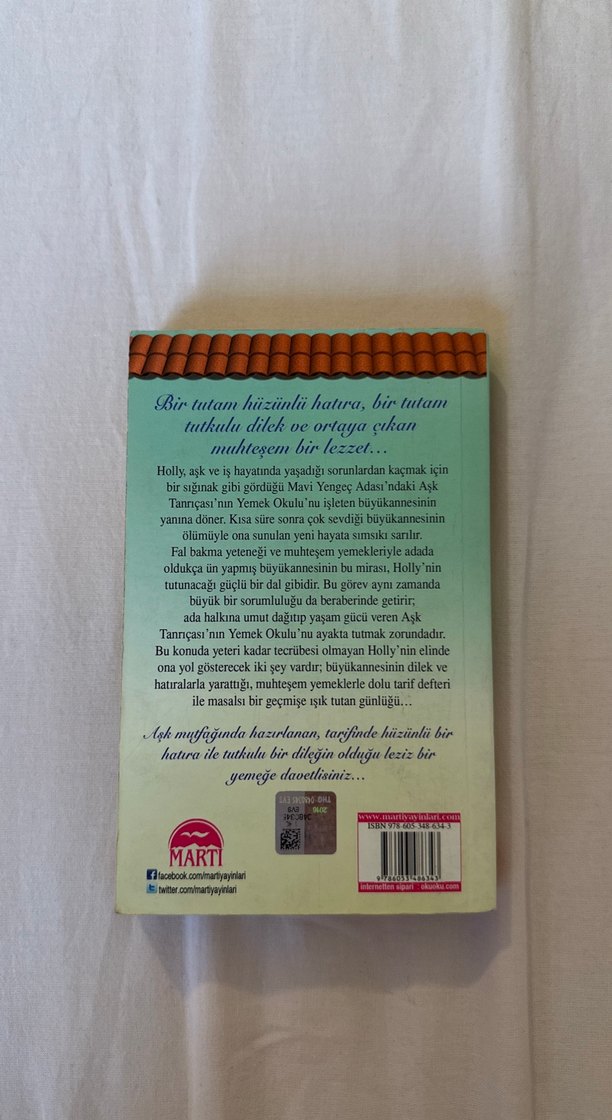 Bir tutam hüzünlü hatıra, bir tutam
tutkulu dilek ve ortaya çıkan
muhteşem bir lezzet…
Holly, aşk ve iş hayatında yaşadığı sorunlardan kaçmak için
bir sığınak gibi gördüğü Mavi Yengeç Adası'ndaki Aşk
Tanrıçası'nın Yemek Okulu'nu işleten büyükannesinin
yanına döner. Kısa süre sonra çok sevdiği büyükannesinin
ölümüyle ona sunulan yeni hayata sımsıkı sarılır.
Fal bakma yeteneği ve muhteşem yemekleriyle adada
oldukça ün yapmış büyükannesinin bu mirası, Holly'nin
tutunacağı güçlü bir dal gibidir. Bu görev aynı zamanda
büyük bir sorumluluğu da beraberinde getirir;
ada halkına umut dağıtıp yaşam gücü veren Aşk
Tanrıçası'nın Yemek Okulu'nu ayakta tutmak zorundadır.
Bu konuda yeteri kadar tecrübesi olmayan Holly'nin elinde
ona yol gösterecek iki şey vardır; büyükannesinin dilek ve
hatıralarla yarattığı, muhteşem yemeklerle dolu tarif defteri
ile masalsı bir geçmişe ışık tutan günlüğü…
Aşk mutfağında hazırlanan, tarifinde hüzünlü bir
hatıra ile tutkulu bir dileğin olduğu leziz bir
yemeğe davetlisiniz…
2016
MARTI
facebook.com/martiyayinlari
twitter.com/martiyayinlari
www.martiyayinlari.com
ISBN 978-605-348-634-3
9 786053 486343
internetten sipariş : okuoku.com